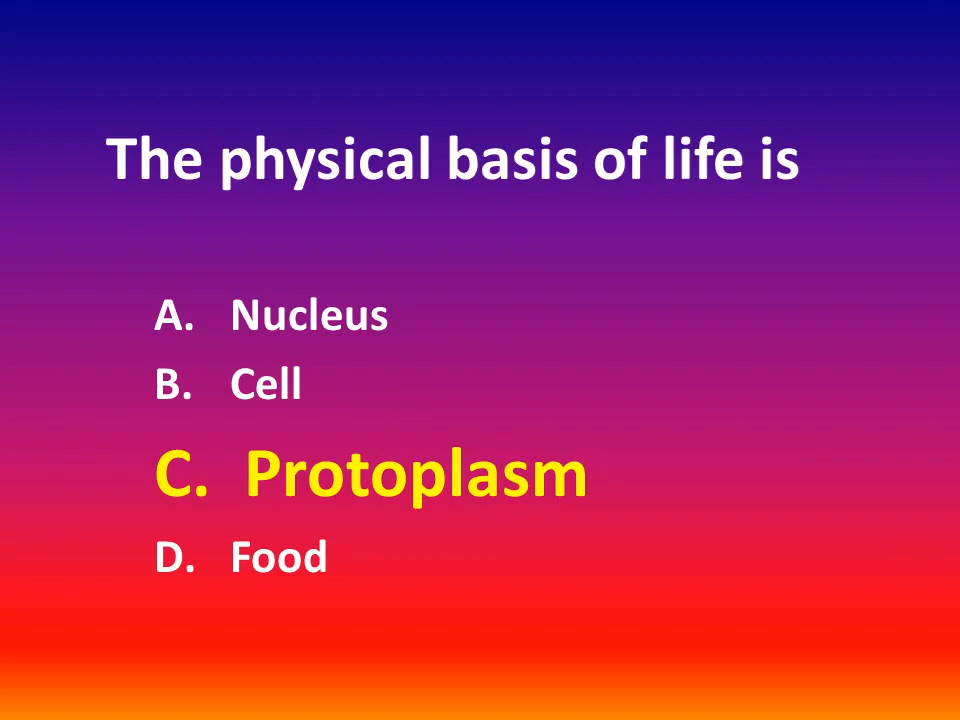 The physical basis of life is
A. Nucleus
B. Cell
C. Protoplasm
D. Food